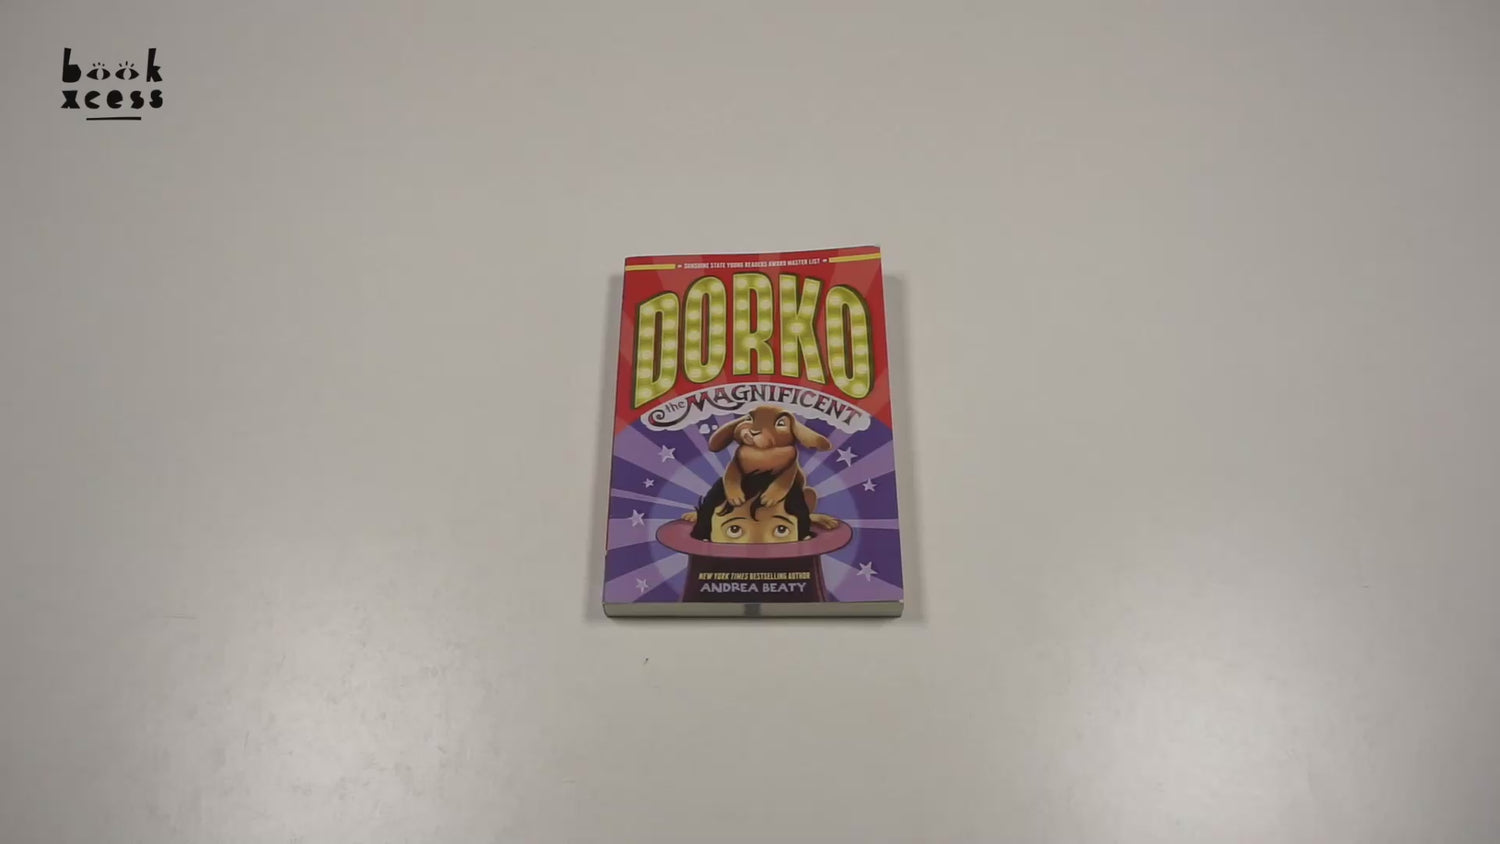 book
xcess
SUNSHINE STATE YOUNG READERS AWARD MASTER LIST
DORKO
the MAGNIFICENT
NEW YORK TIMES BESTSELLING AUTHOR
ANDREA BEATY